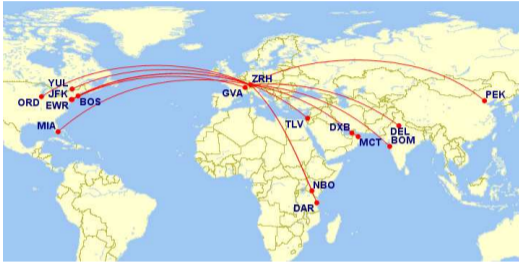 YUL
ZRH
JFK
GVA
PEK
ORD
EWR
BOS
MIA
TLV
DXB
DEL
MCT
BOM
NBO
DAR